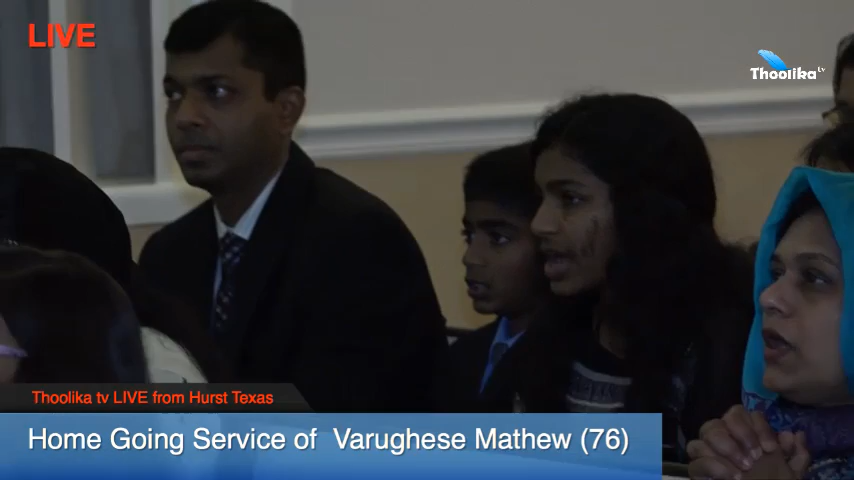 LIVE
Thoolika tv
Thoolika tv LIVE from Hurst Texas
Home Going Service of Varughese Mathew (76)